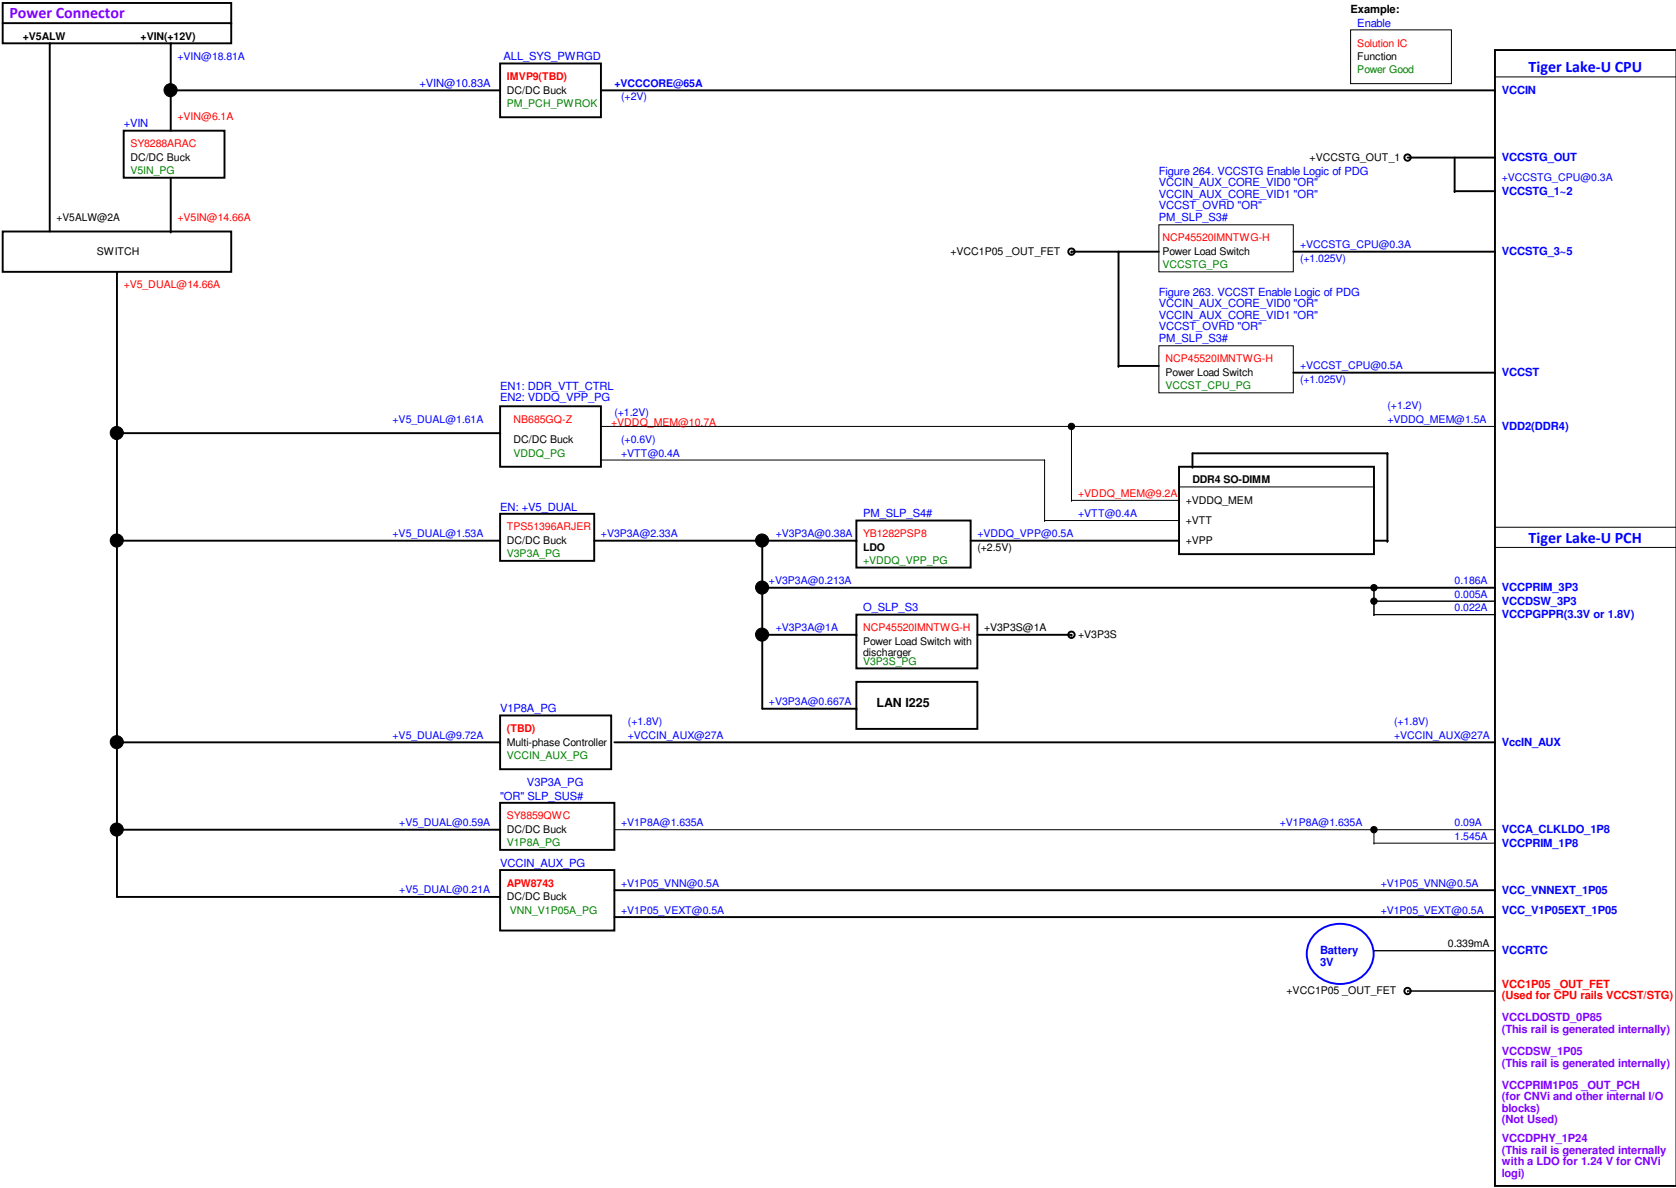 Power Connector
+V5ALW
+VIN(+12V)
+VIN@18.81A
+VIN@6.1A
+VIN
SY8288ARAC
DC/DC Buck
V5IN_PG
+V5ALW@2A
+V5IN@14.66A
SWITCH
+V5_DUAL@14.66A
+VIN@10.83A
ALL_SYS_PWRGD
IMVP9(TBD)
DC/DC Buck
PM_PCH_PWROK
+VCCCORE@65A
(+2V)
Example:
Enable
Solution IC
Function
Power Good
Tiger Lake-U CPU
VCCIN
+VCCSTG_OUT_1
VCCSTG_OUT
+VCCSTG_CPU@0.3A
VCCSTG_1~2
Figure 264. VCCSTG Enable Logic of PDG
VCCIN_AUX_CORE_VID0 "OR"
VCCIN_AUX_CORE_VID1 "OR"
VCCST_OVRD "OR"
PM_SLP_S3#
+VCC1P05 _OUT_FET
NCP45520IMNTWG-H
Power Load Switch
VCCSTG_PG
+VCCSTG_CPU@0.3A
(+1.025V)
VCCSTG_3~5
Figure 263. VCCST Enable Logic of PDG
VCCIN_AUX_CORE_VID0 "OR"
VCCIN_AUX_CORE_VID1 "OR"
VCCST_OVRD "OR"
PM_SLP_S3#
NCP45520IMNTWG-H
Power Load Switch
VCCST_CPU_PG
+VCCST_CPU@0.5A
(+1.025V)
VCCST
EN1: DDR_VTT_CTRL
EN2: VDDQ_VPP_PG
+V5_DUAL@1.61A
NB685GQ-Z
DC/DC Buck
VDDQ_PG
(+1.2V)
+VDDQ_MEM@10.7A
(+0.6V)
+VTT@0.4A
(+1.2V)
+VDDQ_MEM@1.5A
VDD2(DDR4)
DDR4 SO-DIMM
+VDDQ_MEM@9.2A
+VDDQ_MEM
+VTT@0.4A
+VTT
+VPP
EN: +V5_DUAL
+V5_DUAL@1.53A
TPS51396ARJER
DC/DC Buck
V3P3A_PG
+V3P3A@2.33A
+V3P3A@0.38A
PM_SLP_S4#
YB1282PSP8
LDO
+VDDQ_VPP_PG
+VDDQ_VPP@0.5A
(+2.5V)
Tiger Lake-U PCH
+V3P3A@0.213A
0.186A
VCCPRIM_3P3
0.005A
VCCDSW_3P3
0.022A
VCCPGPPR(3.3V or 1.8V)
O_SLP_S3
+V3P3A@1A
NCP45520IMNTWG-H
Power Load Switch with
discharger
V3P3S_PG
+V3P3S@1A
+V3P3S
+V3P3A@0.667A
LAN I225
V1P8A_PG
+V5_DUAL@9.72A
(TBD)
Multi-phase Controller
VCCIN_AUX_PG
(+1.8V)
+VCCIN_AUX@27A
(+1.8V)
+VCCIN_AUX@27A
VccIN_AUX
V3P3A_PG
"OR" SLP_SUS#
+V5_DUAL@0.59A
SY8859QWC
DC/DC Buck
V1P8A_PG
+V1P8A@1.635A
+V1P8A@1.635A
0.09A
VCCA_CLKLDO_1P8
1.545A
VCCPRIM_1P8
VCCIN_AUX_PG
+V5_DUAL@0.21A
APW8743
DC/DC Buck
VNN_V1P05A_PG
+V1P05_VNN@0.5A
+V1P05_VNN@0.5A
VCC_VNNEXT_1P05
+V1P05_VEXT@0.5A
+V1P05_VEXT@0.5A
VCC_V1P05EXT_1P05
Battery
3V
0.339mA
VCCRTC
+VCC1P05 _OUT_FET
VCC1P05 _OUT_FET
(Used for CPU rails VCCST/STG)
VCCLDOSTD_0P85
(This rail is generated internally)
VCCDSW_1P05
(This rail is generated internally)
VCCPRIM1P05 _OUT_PCH
(for CNVi and other internal I/O
blocks)
(Not Used)
VCCDPHY_1P24
(This rail is generated internally
with a LDO for 1.24 V for CNVi
logi)